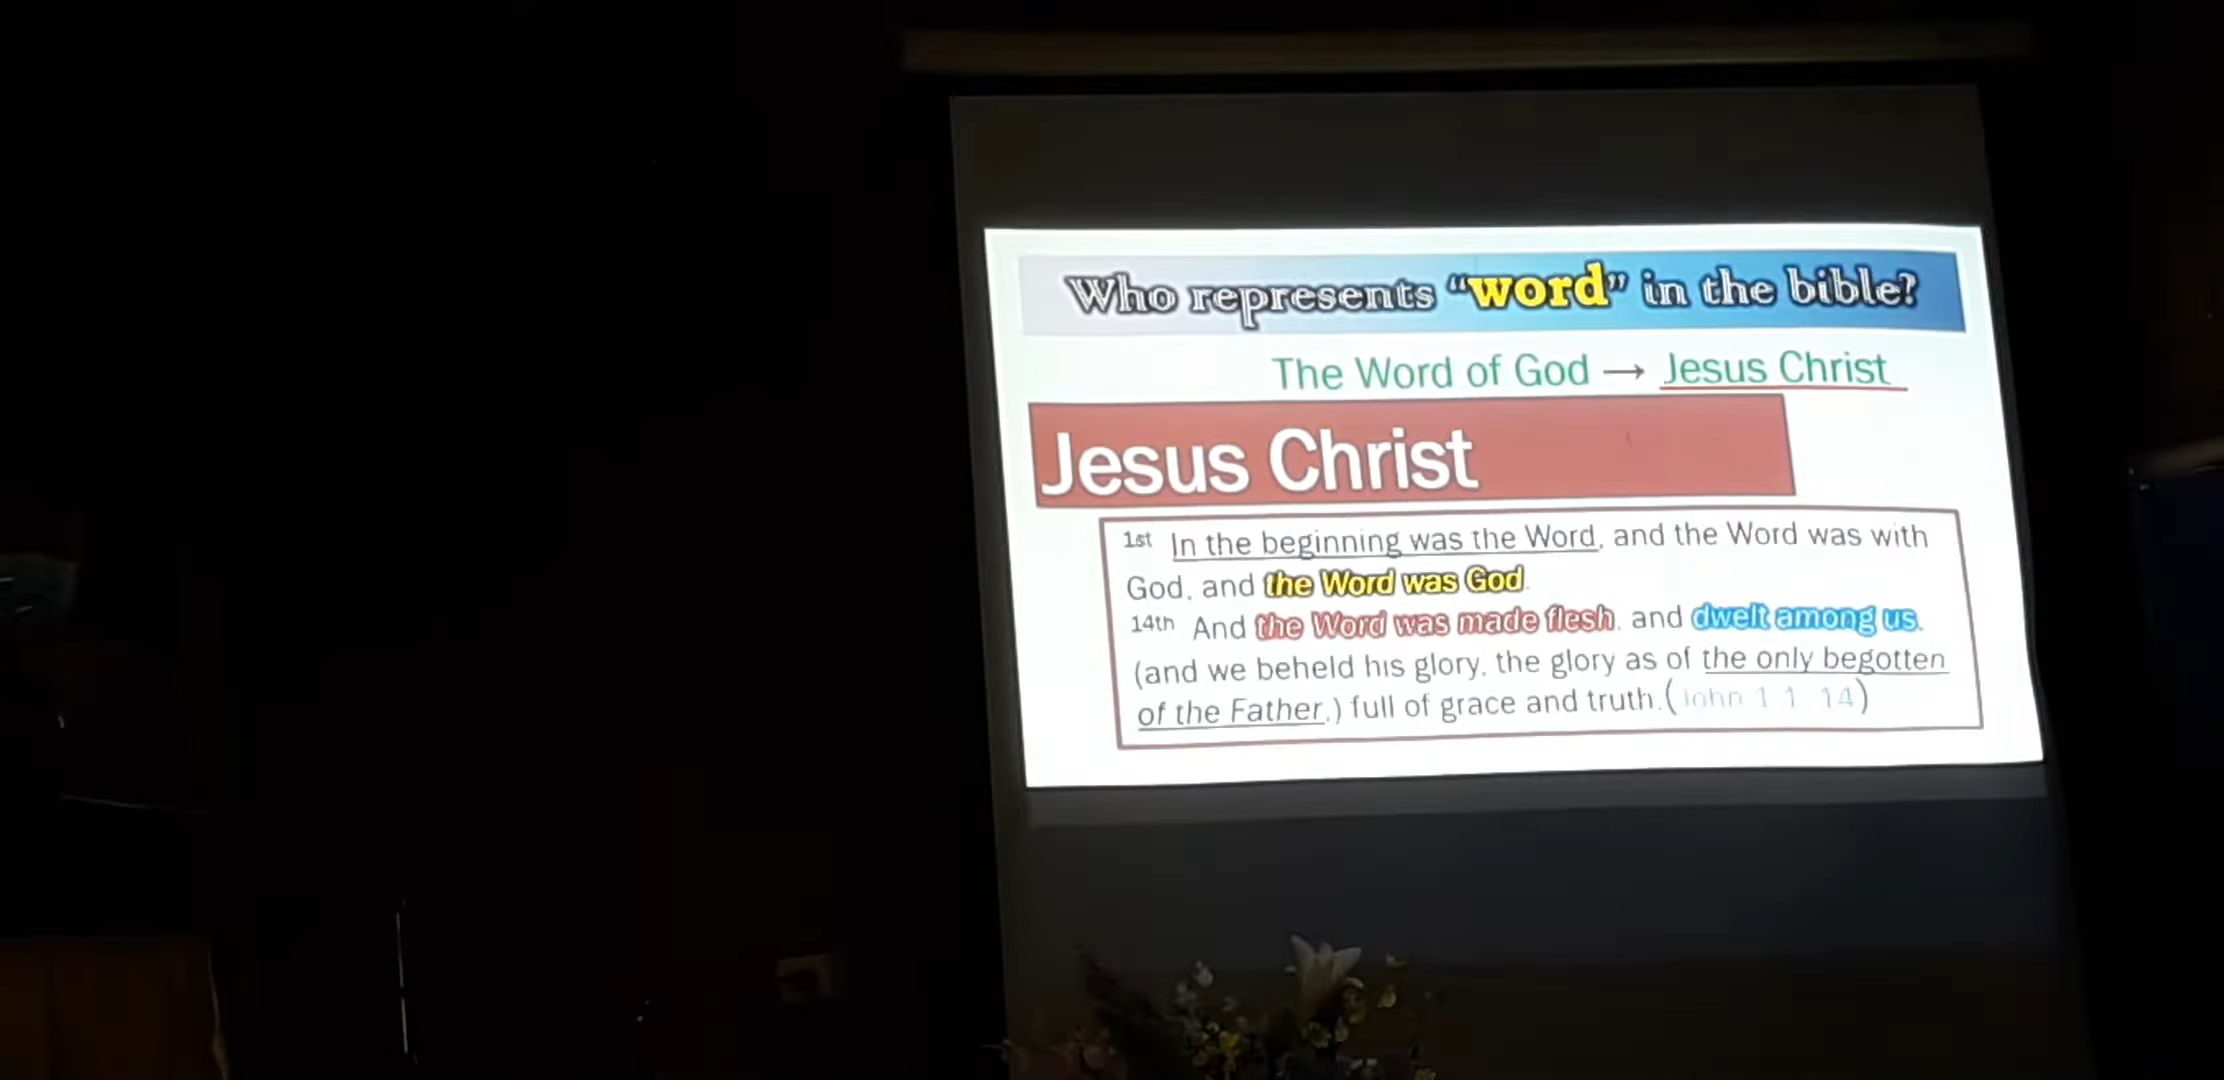 Who represents “word” in the bible?
The Word of God → Jesus Christ
Jesus Christ
1st In the beginning was the Word, and the Word was with
God, and the Word was God.
14th And the Word was made flesh, and dwelt among us,
(and we beheld his glory, the glory as of the only begotten
of the Father,) full of grace and truth.(John 1 1 14)